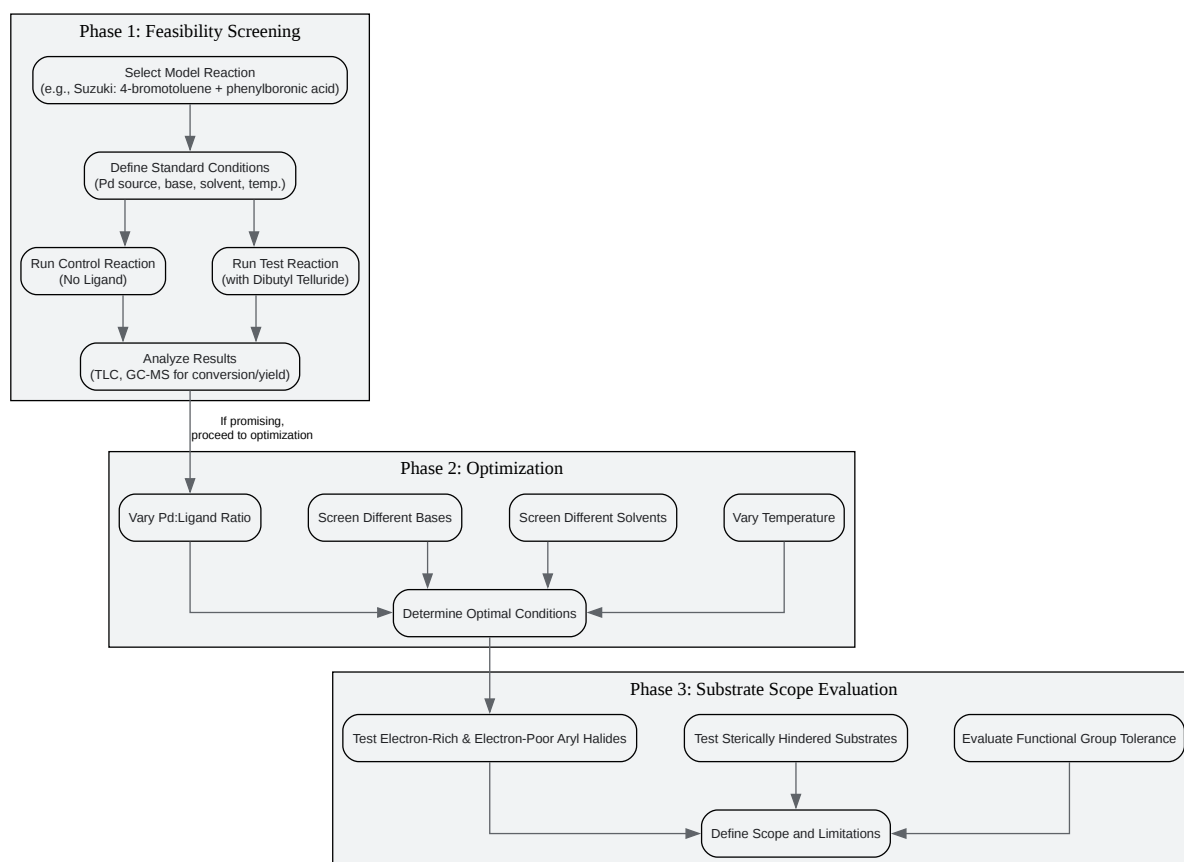 Phase 1: Feasibility Screening
Select Model Reaction
(e.g., Suzuki: 4-bromotoluene + phenylboronic acid)
Define Standard Conditions
(Pd source, base, solvent, temp.)
Run Control Reaction
(No Ligand)
Run Test Reaction
(with Dibutyl Telluride)
Analyze Results
(TLC, GC-MS for conversion/yield)
If promising,
proceed to optimization
Phase 2: Optimization
Vary Pd:Ligand Ratio
Screen Different Bases
Screen Different Solvents
Vary Temperature
Determine Optimal Conditions
Phase 3: Substrate Scope Evaluation
Test Electron-Rich & Electron-Poor Aryl Halides
Test Sterically Hindered Substrates
Evaluate Functional Group Tolerance
Define Scope and Limitations